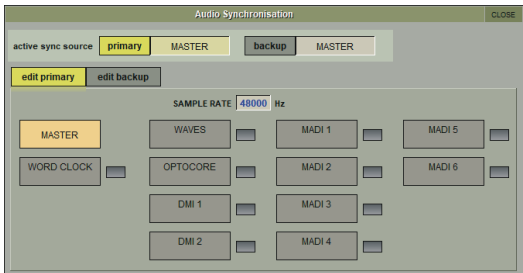 Audio Synchronisation CLOSE
active sync source primary MASTER backup MASTER
edit primary edit backup
SAMPLE RATE 48000 Hz
MASTER WAVES MADI 1 MADI 5
WORD CLOCK OPTOCORE MADI 2 MADI 6
DMI 1 MADI 3
DMI 2 MADI 4